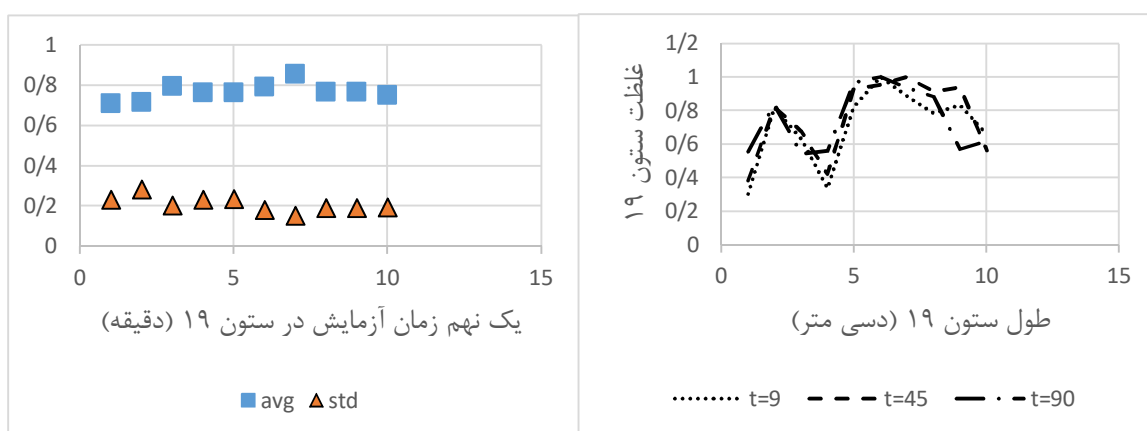 1
0/8
0/6
0/4
0/2
0
0 5 10 15
یک نهم زمان آزمایش در ستون ۱۹ (دقیقه)
avg std
غلظت ستون ۱۹
1/2
1
0/8
0/6
0/4
0/2
0
0 5 10 15
طول ستون ۱۹ (دسی متر)
t=9 t=45 t=90